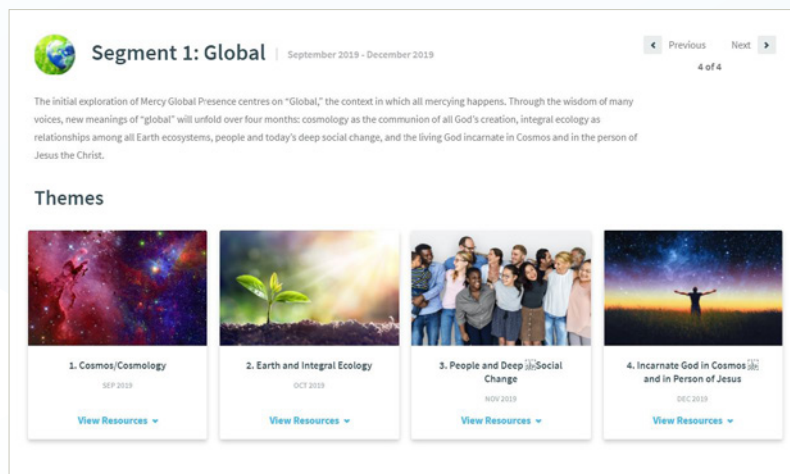 Segment 1: Global | September 2019 - December 2019
Previous Next
4 of 4
The initial exploration of Mercy Global Presence centres on “Global,” the context in which all mercying happens. Through the wisdom of many
voices, new meanings of “global” will unfold over four months: cosmology as the communion of all God’s creation, integral ecology as
relationships among all Earth ecosystems, people and today’s deep social change, and the living God incarnate in Cosmos and in the person of
Jesus the Christ.
Themes
1. Cosmos/Cosmology
SEP 2019
View Resources
2. Earth and Integral Ecology
OCT 2019
View Resources
3. People and Deep Social
Change
NOV 2019
View Resources
4. Incarnate God in Cosmos
and in Person of Jesus
DEC 2019
View Resources